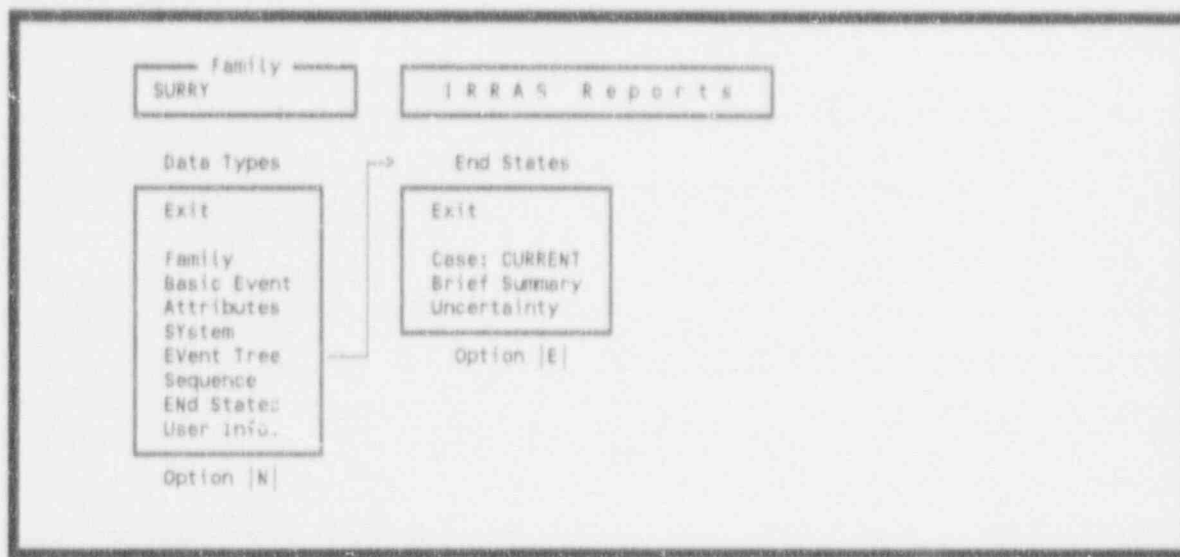 Family
SURRY
IRRAS Reports
Data Types
End States
Exit
Family
Basic Event
Attributes
SYstem
EVent Tree
Sequence
ENd States
User Info.
Option |N|
Exit
Case: CURRENT
Brief Summary
Uncertainty
Option |E|